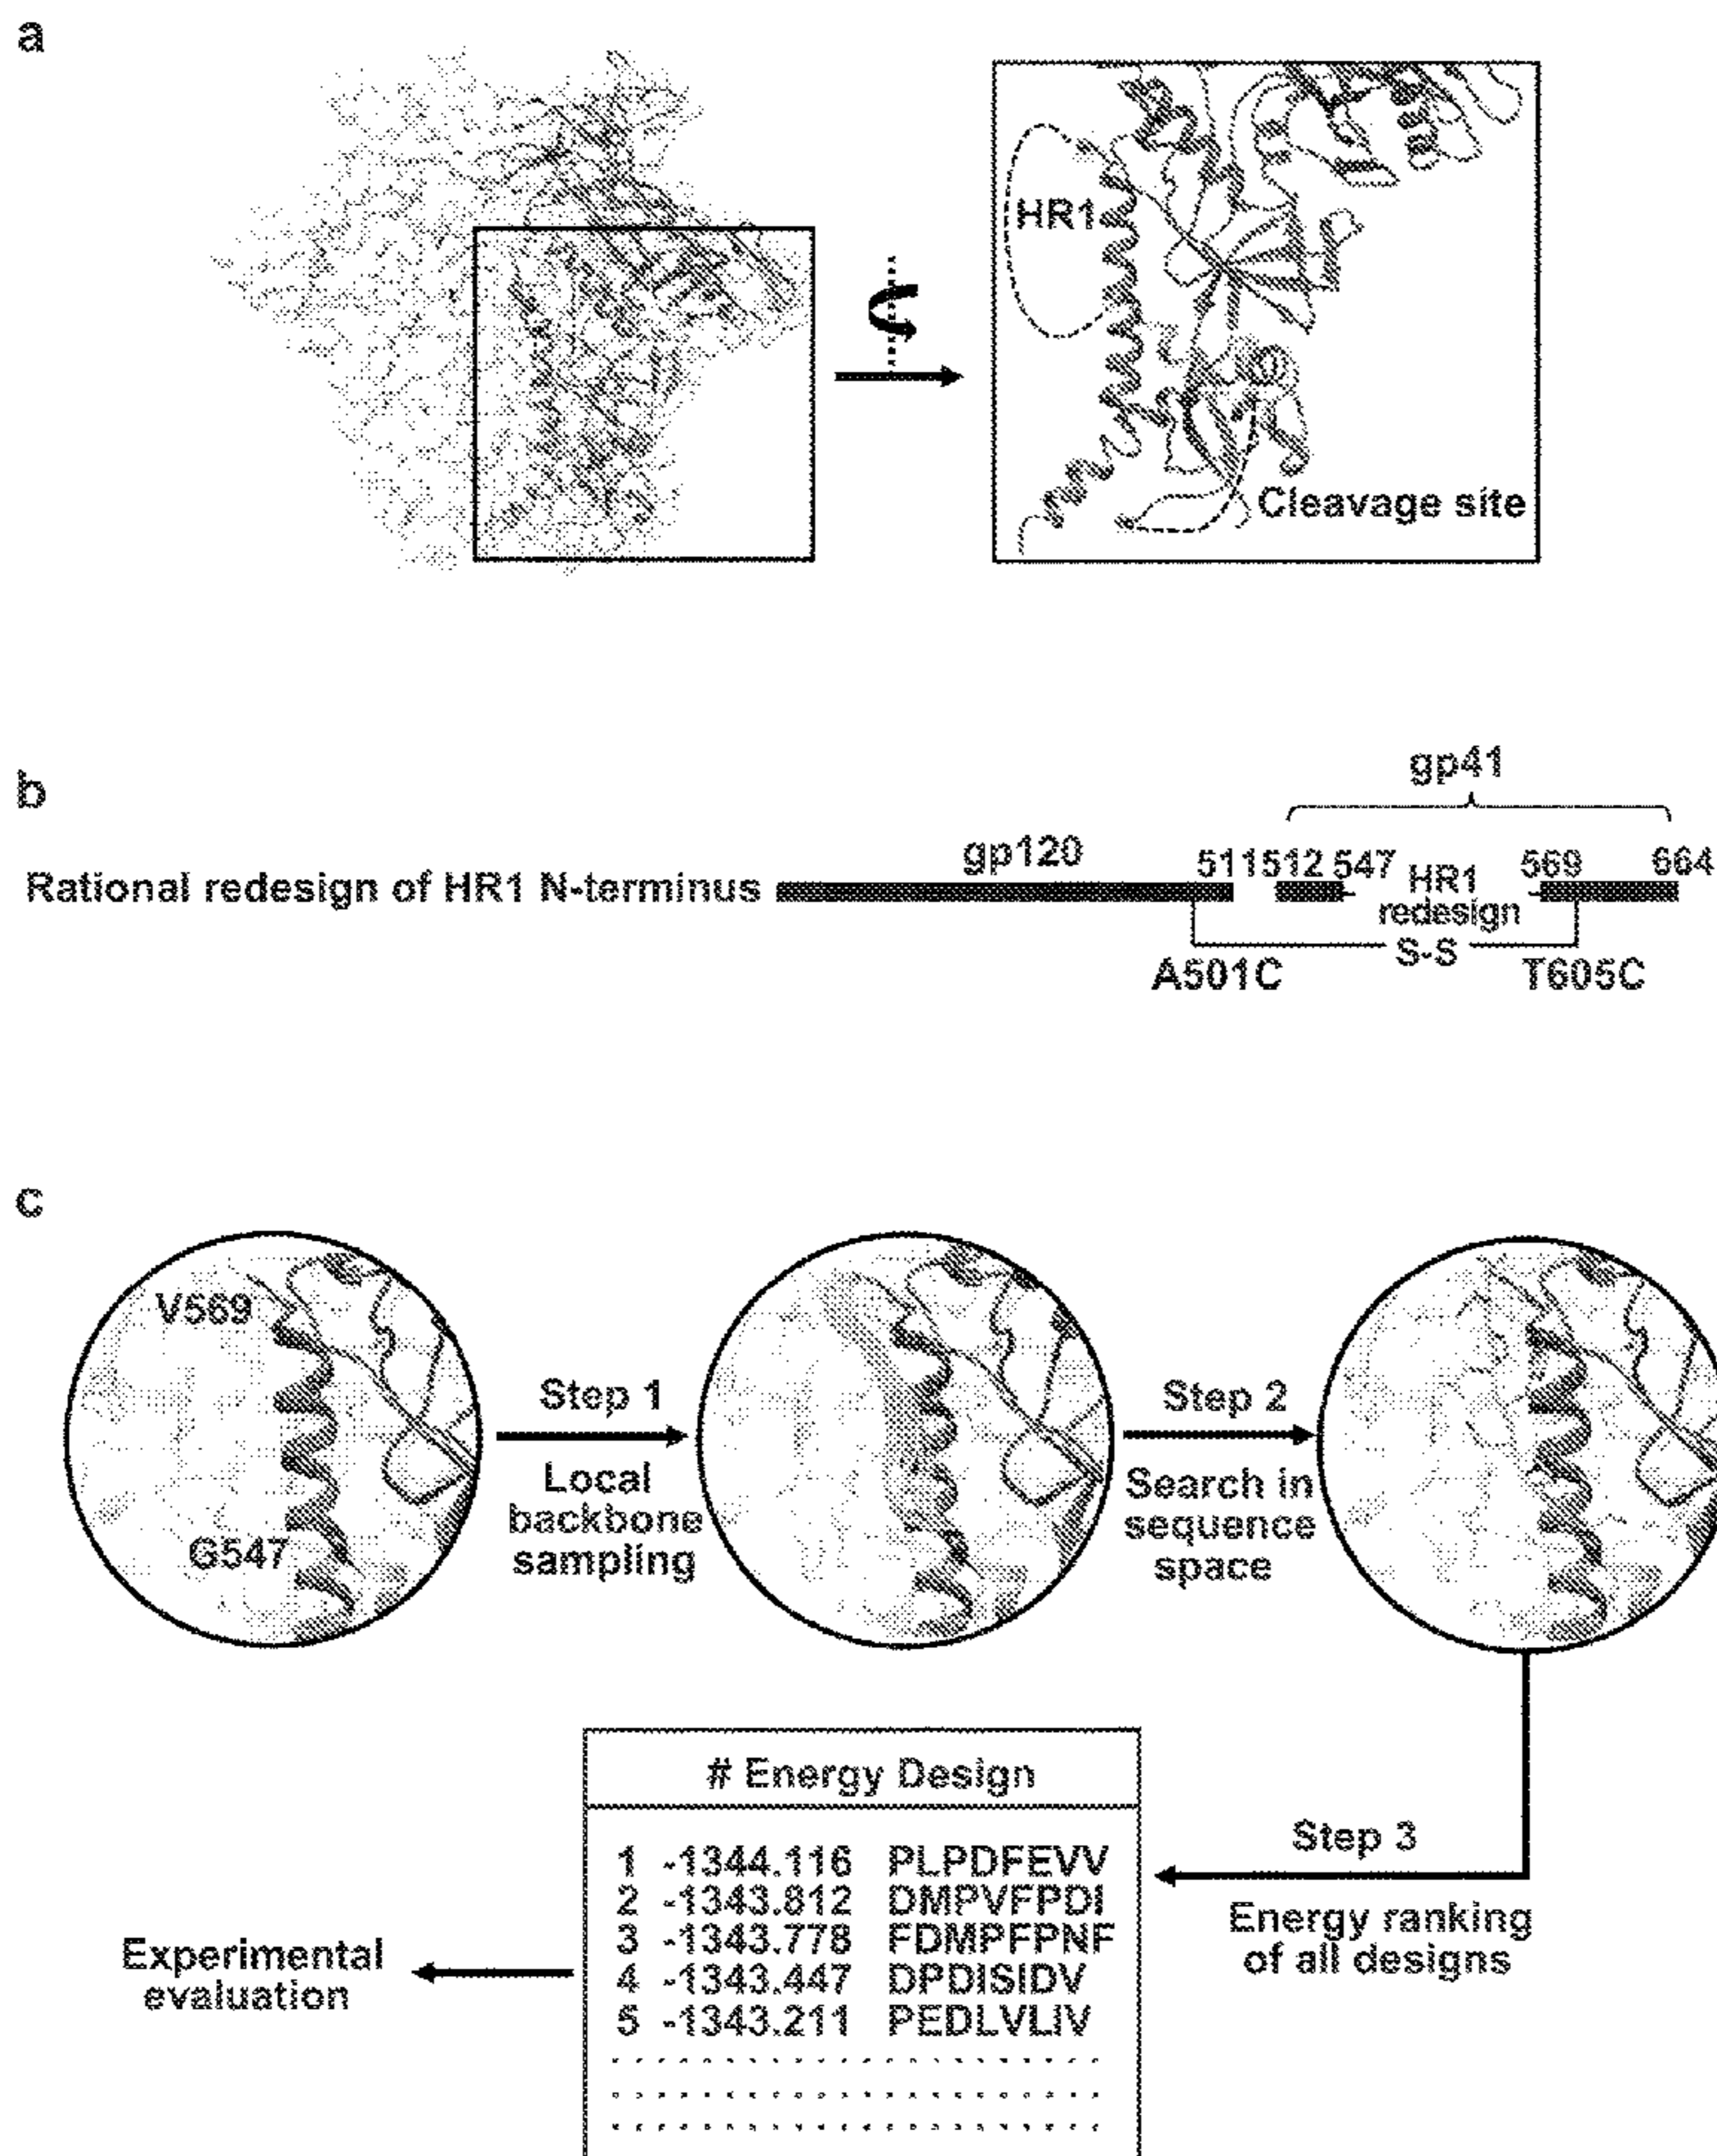 a
HR1
Cleavage site
b
gp41
gp120
511 512 547
569
664
Rational redesign of HR1 N-terminus
HR1
redesign
S-S
A501C
T605C
c
V569
G547
Step 1
Local
backbone
sampling
Step 2
Search in
sequence
space
# Energy Design
1 -1344.116 PLPDFEVV
2 -1343.812 DMPVFPDI
3 -1343.778 FDMPFPNF
4 -1343.447 DPDISIDV
5 -1343.211 PEDLVLIV
Step 3
Energy ranking
of all designs
Experimental
evaluation